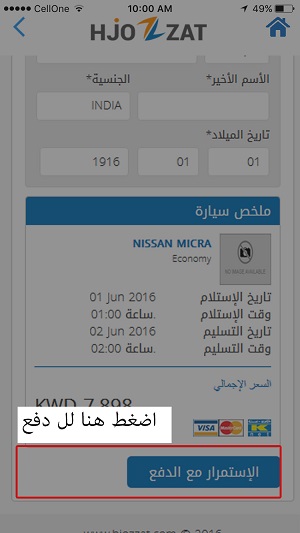 CellOne 10:00 AM 49%
HJOZZAT
الأسم الأخير* الجنسية*
INDIA
تاريخ الميلاد*
01 01 1916
ملخص سيارة
NISSAN MICRA
Economy
NO IMAGE AVAILABLE
تاريخ الإستلام 01 Jun 2016
وقت الإستلام 01:00 ساعة.
تاريخ التسليم 02 Jun 2016
وقت التسليم 02:00 ساعة.
السعر الإجمالي
KWD 7.898
VISA MasterCard
اضغط هنا لل دفع
الإستمرار مع الدفع
www.hjozzat.com © 2016